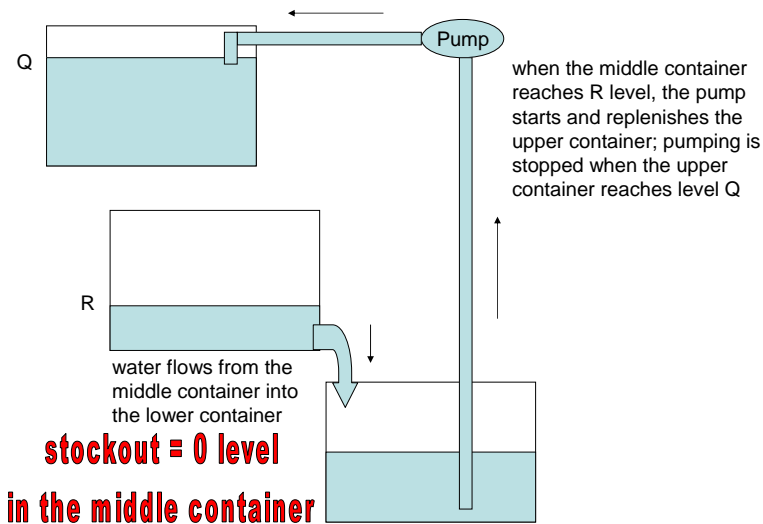 Pump
Q
when the middle container
reaches R level, the pump
starts and replenishes the
upper container; pumping is
stopped when the upper
container reaches level Q
R
water flows from the
middle container into
the lower container
stockout = 0 level
in the middle container